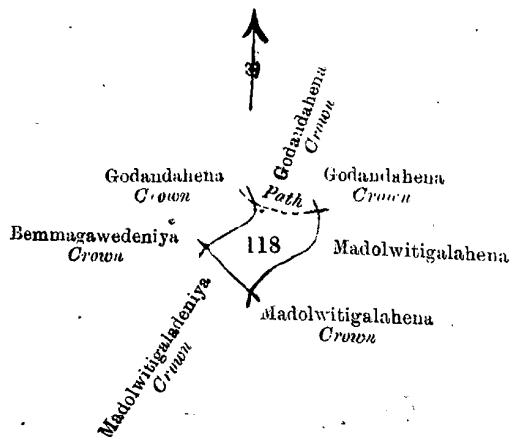 Godandahena
Crown
Godandahena
Crown
Godandahena
Crown
Path
Bemmagawedeniya
Crown
118
Madolwitigalahena
Madolwitigalahena
Crown
Madolwitigaladeniya
Crown